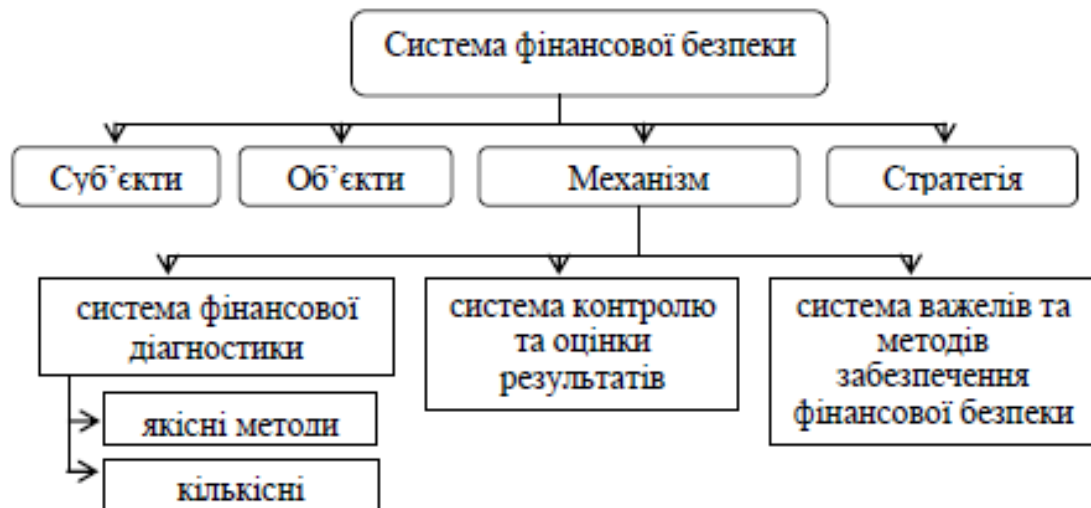 Система фінансової безпеки
Суб’єкти
Об’єкти
Механізм
Стратегія
система фінансової
діагностики
система контролю
та оцінки
результатів
система важелів та
методів
забезпечення
фінансової безпеки
якісні методи
кількісні